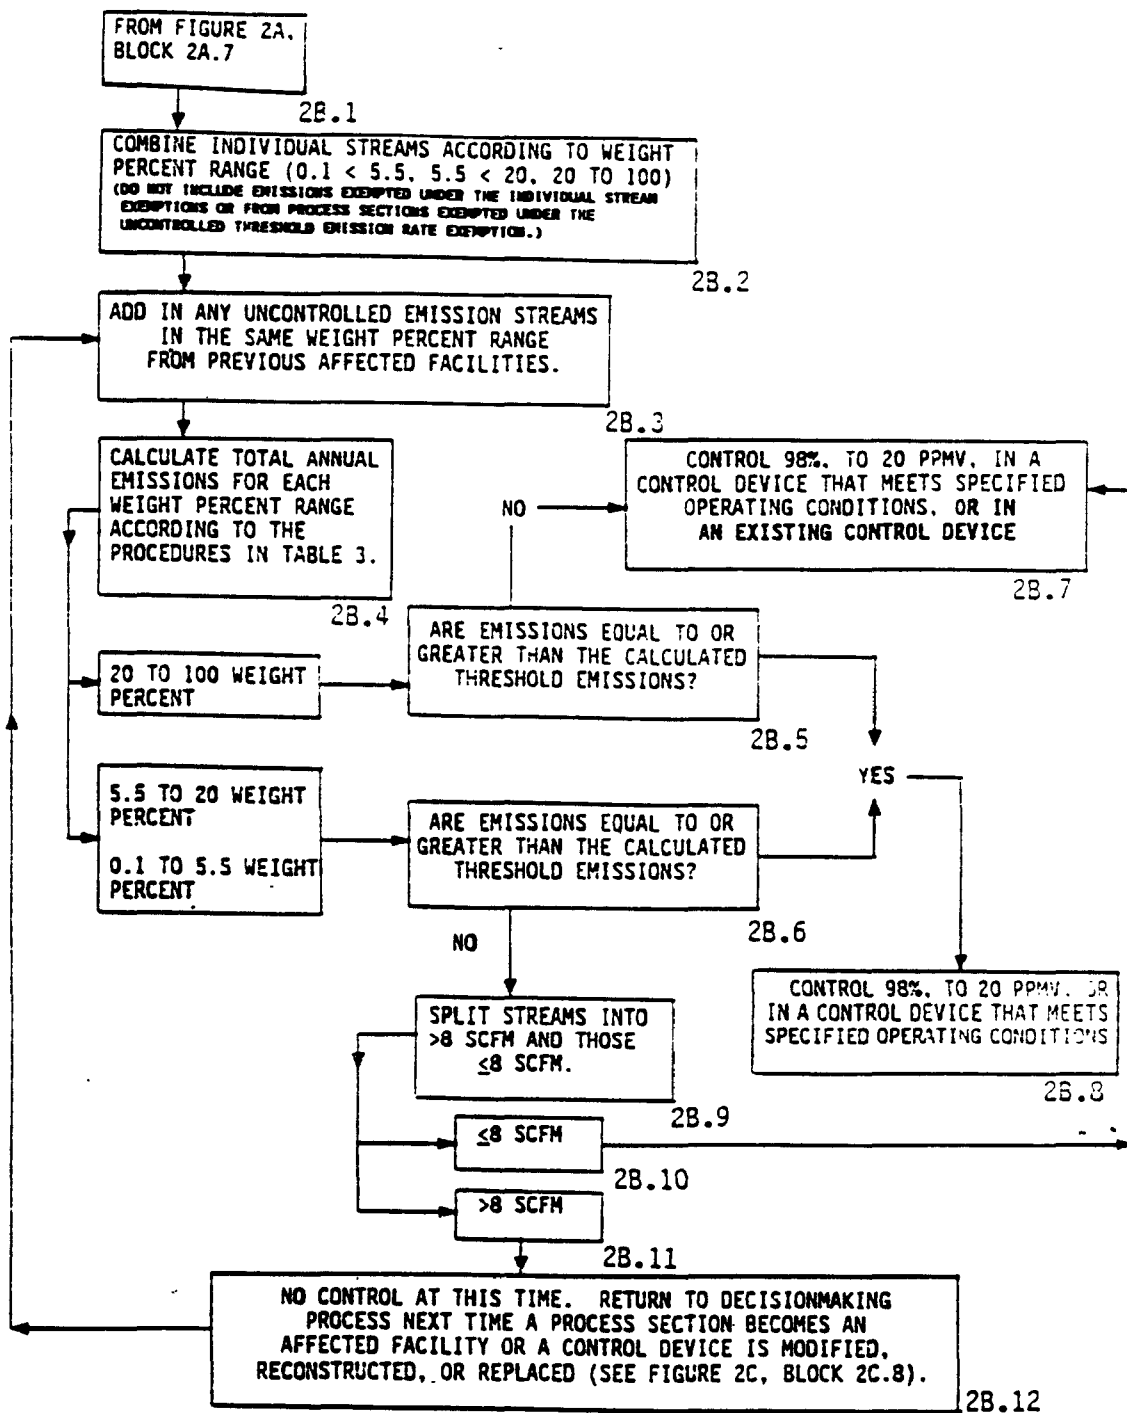 FROM FIGURE 2A.
BLOCK 2A.7
2B.1
COMBINE INDIVIDUAL STREAMS ACCORDING TO WEIGHT
PERCENT RANGE (0.1 < 5.5, 5.5 < 20, 20 TO 100)
(DO NOT INCLUDE EMISSIONS EXEMPTED UNDER THE INDIVIDUAL STREAM
EXEMPTIONS OR FROM PROCESS SECTIONS EXEMPTED UNDER THE
UNCONTROLLED THRESHOLD EMISSION RATE EXEMPTION.)
2B.2
ADD IN ANY UNCONTROLLED EMISSION STREAMS
IN THE SAME WEIGHT PERCENT RANGE
FROM PREVIOUS AFFECTED FACILITIES.
2B.3
CALCULATE TOTAL ANNUAL
EMISSIONS FOR EACH
WEIGHT PERCENT RANGE
ACCORDING TO THE
PROCEDURES IN TABLE 3.
2B.4
NO
CONTROL 98%, TO 20 PPMV, IN A
CONTROL DEVICE THAT MEETS SPECIFIED
OPERATING CONDITIONS, OR IN
AN EXISTING CONTROL DEVICE
2B.7
20 TO 100 WEIGHT
PERCENT
ARE EMISSIONS EQUAL TO OR
GREATER THAN THE CALCULATED
THRESHOLD EMISSIONS?
2B.5
YES
5.5 TO 20 WEIGHT
PERCENT
0.1 TO 5.5 WEIGHT
PERCENT
ARE EMISSIONS EQUAL TO OR
GREATER THAN THE CALCULATED
THRESHOLD EMISSIONS?
2B.6
NO
CONTROL 98%, TO 20 PPMV, OR
IN A CONTROL DEVICE THAT MEETS
SPECIFIED OPERATING CONDITIONS
2B.8
SPLIT STREAMS INTO
>8 SCFM AND THOSE
≤8 SCFM.
2B.9
≤8 SCFM
2B.10
>8 SCFM
2B.11
NO CONTROL AT THIS TIME. RETURN TO DECISIONMAKING
PROCESS NEXT TIME A PROCESS SECTION BECOMES AN
AFFECTED FACILITY OR A CONTROL DEVICE IS MODIFIED,
RECONSTRUCTED, OR REPLACED (SEE FIGURE 2C, BLOCK 2C.8).
2B.12